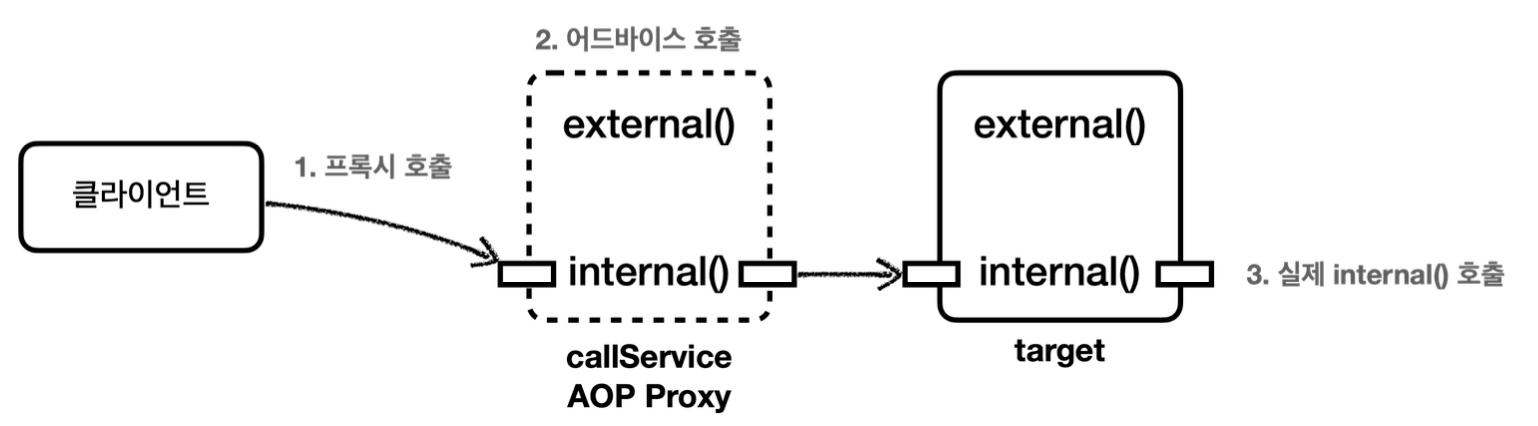 클라이언트
1. 프록시 호출
2. 어드바이스 호출
external()
internal()
callService
AOP Proxy
external()
internal()
target
3. 실제 internal() 호출